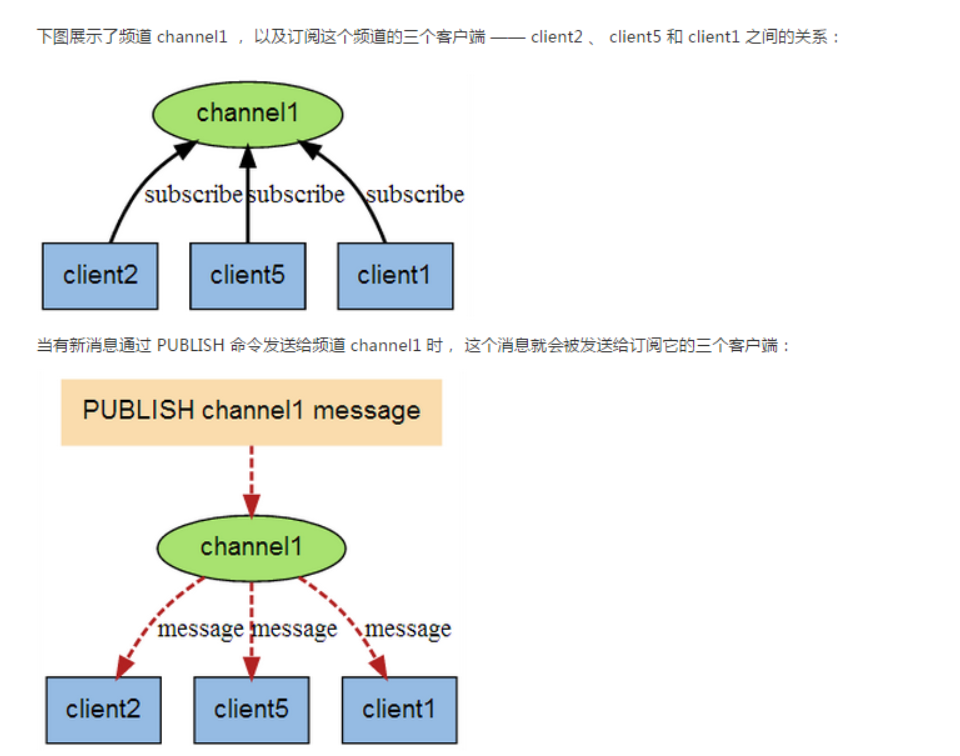 下图展示了频道 channel1 ， 以及订阅这个频道的三个客户端 —— client2 、 client5 和 client1 之间的关系：
channel1
subscribe subscribe subscribe
client2 client5 client1
当有新消息通过 PUBLISH 命令发送给频道 channel1 时， 这个消息就会被发送给订阅它的三个客户端：
PUBLISH channel1 message
channel1
message message message
client2 client5 client1